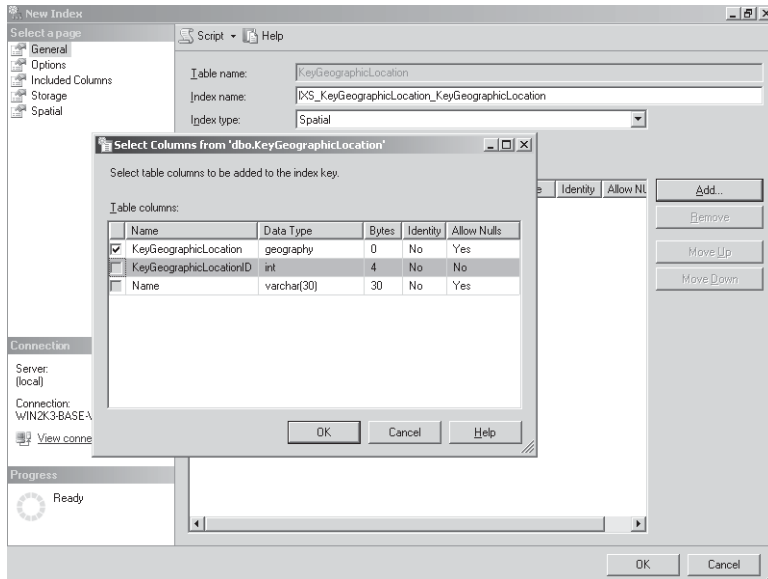 New Index
Select a page
General
Options
Included Columns
Storage
Spatial
Script Help
Table name: KeyGeographicLocation
Index name: IXS_KeyGeographicLocation_KeyGeographicLocation
Index type: Spatial
Identity Allow NU
Add...
Remove
Move Up
Move Down
Select Columns from 'dbo.KeyGeographicLocation'
Select table columns to be added to the index key.
Table columns:
Name Data Type Bytes Identity Allow Nulls
KeyGeographicLocation geography 0 No Yes
KeyGeographicLocationID int 4 No No
Name varchar(30) 30 No Yes
OK Cancel Help
Connection
Server:
(local)
Connection:
WIN2K3-BASE-V
View conne
Progress
Ready
OK Cancel